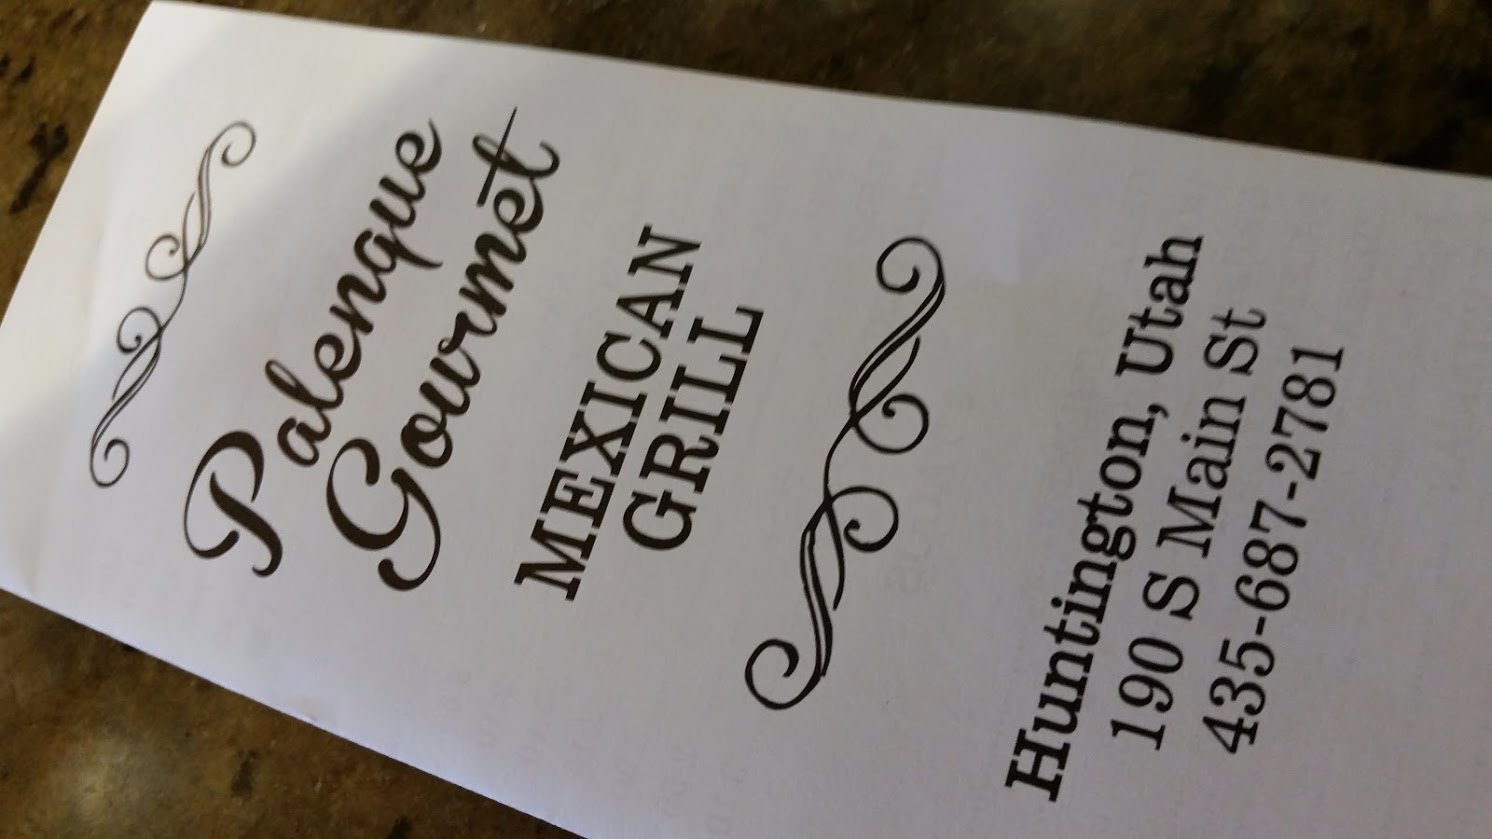 Palenque
Gourmet
MEXICAN
GRILL
Huntington, Utah
190 S Main St
435-687-2781